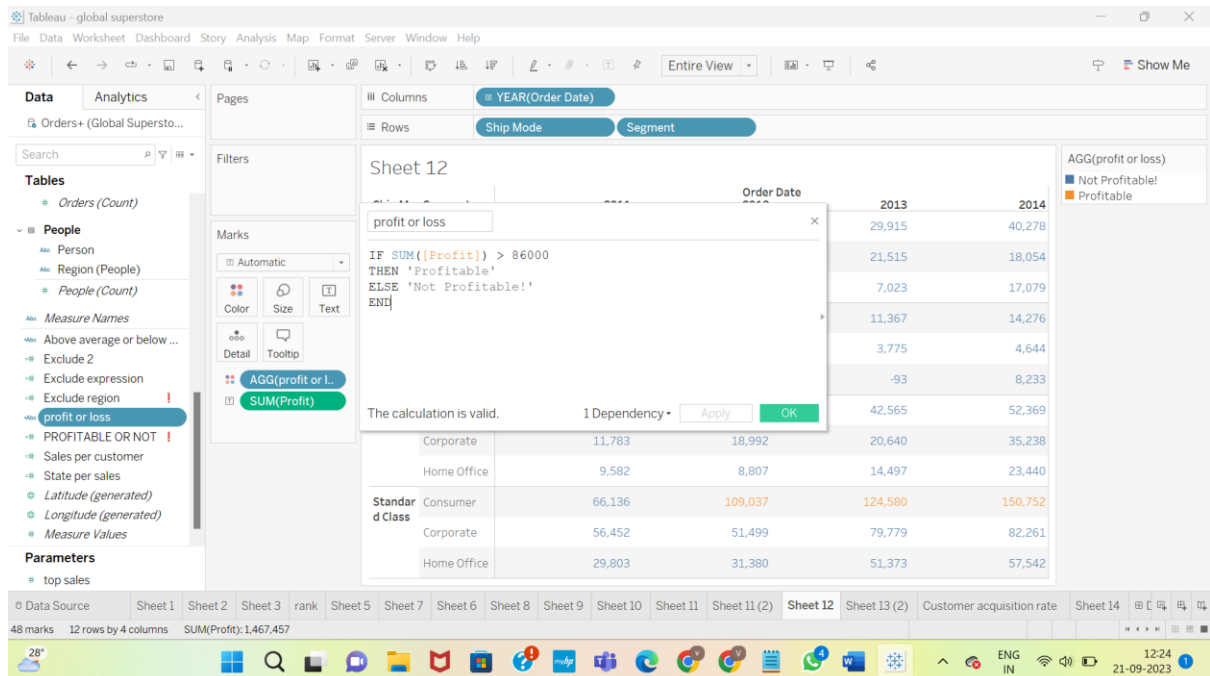 Tableau - global superstore
File Data Worksheet Dashboard Story Analysis Map Format Server Window Help
Entire View
Show Me
Data Analytics
Pages
Columns YEAR(Order Date)
Orders+ (Global Supersto...
Rows Ship Mode Segment
Search
Filters
Sheet 12
AGG(profit or loss)
Not Profitable!
Profitable
Tables
Orders (Count)
People
Abc Person
Abc Region (People)
People (Count)
Abc Measure Names
Abc Above average or below ...
Exclude 2
Exclude expression
Exclude region !
Abc profit or loss
PROFITABLE OR NOT !
Sales per customer
State per sales
Latitude (generated)
Longitude (generated)
Measure Values
Parameters
top sales
Marks
Automatic
Color Size Text
Detail Tooltip
AGG(profit or l..
SUM(Profit)
Order Date
2013 2014
profit or loss
IF SUM([Profit]) > 86000
THEN 'Profitable'
ELSE 'Not Profitable!'
END
The calculation is valid. 1 Dependency Apply OK
29,915 40,278
21,515 18,054
7,023 17,079
11,367 14,276
3,775 4,644
-93 8,233
42,565 52,369
Corporate 11,783 18,992 20,640 35,238
Home Office 9,582 8,807 14,497 23,440
Standar Consumer 66,136 109,037 124,580 150,752
d Class
Corporate 56,452 51,499 79,779 82,261
Home Office 29,803 31,380 51,373 57,542
Data Source Sheet 1 Sheet 2 Sheet 3 rank Sheet 5 Sheet 7 Sheet 6 Sheet 8 Sheet 9 Sheet 10 Sheet 11 Sheet 11 (2) Sheet 12 Sheet 13 (2) Customer acquisition rate Sheet 14
48 marks 12 rows by 4 columns SUM(Profit): 1,467,457
28°
mshp
4
ENG
IN
12:24
21-09-2023
1